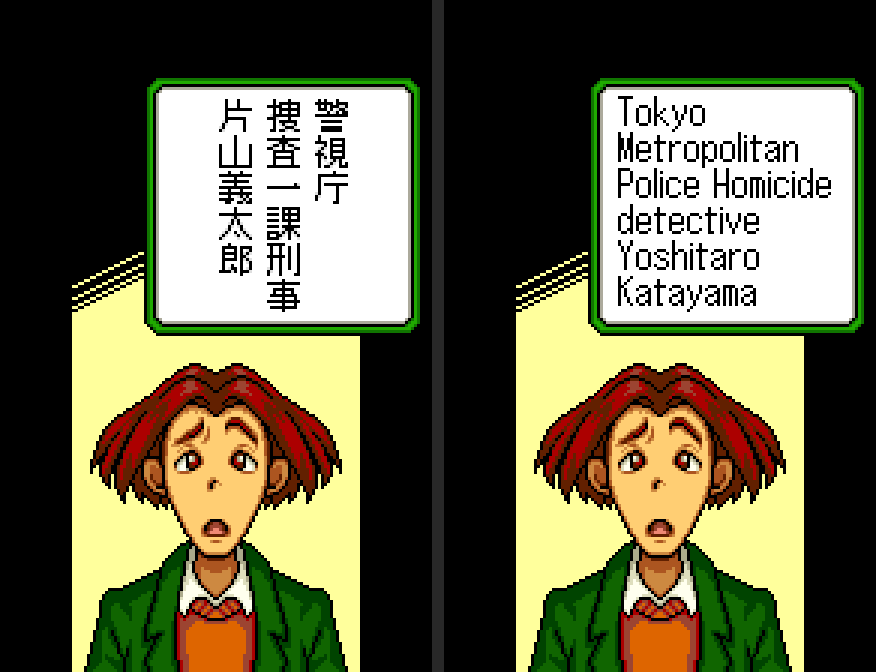 警視庁
捜査一課刑事
片山義太郎
Tokyo
Metropolitan
Police Homicide
detective
Yoshitaro
Katayama